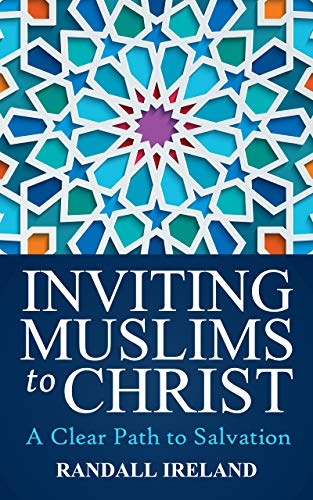 INVITING
MUSLIMS
to CHRIST
A Clear Path to Salvation
RANDALL IRELAND